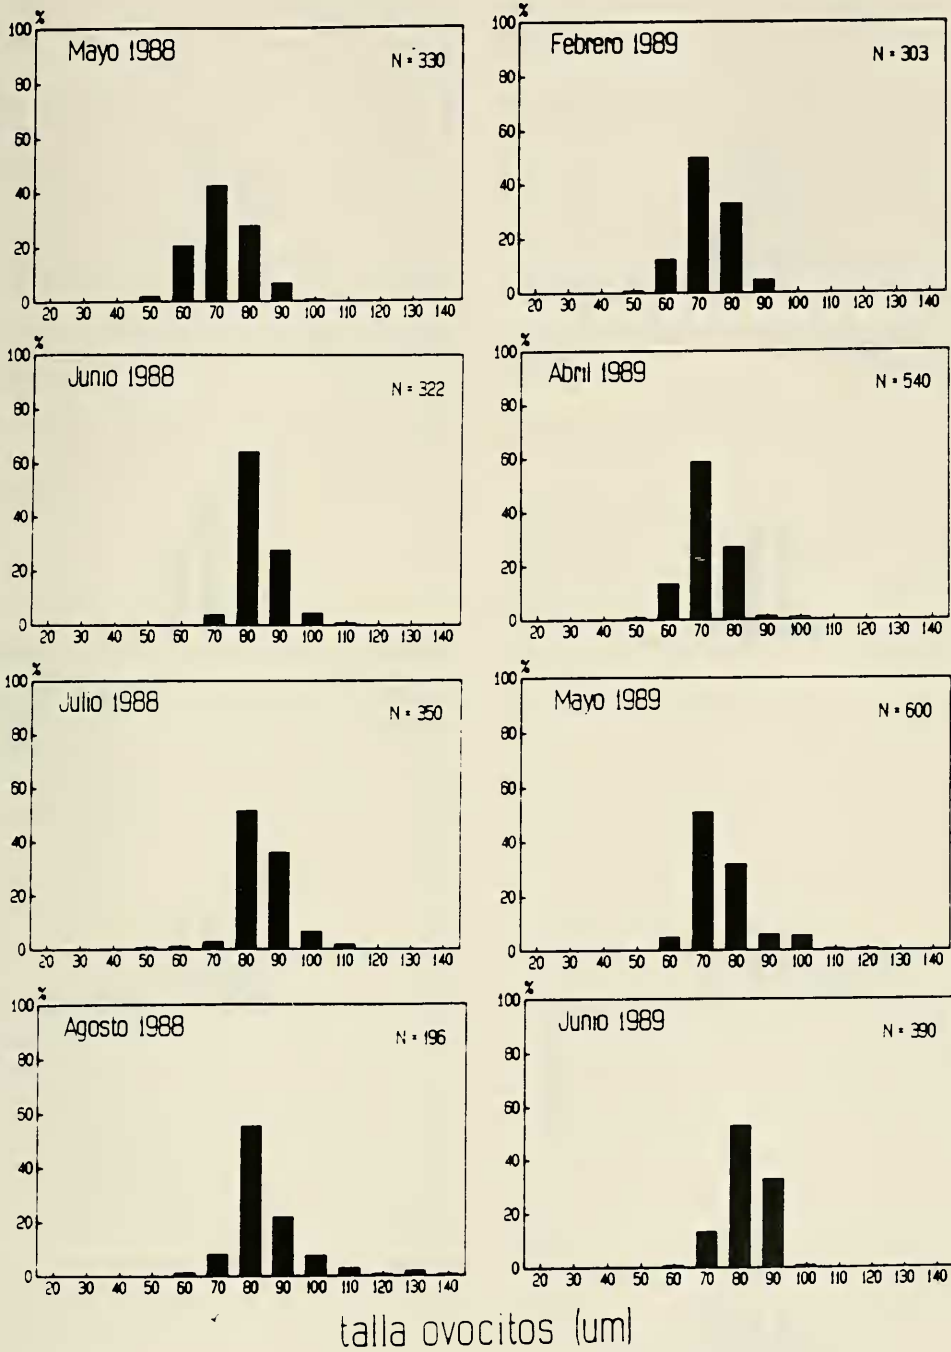 %
100
80
60
40
20
0
Mayo 1988
N = 330
20 30 40 50 60 70 80 90 100 110 120 130 140
%
100
80
60
40
20
0
Febrero 1989
N = 303
20 30 40 50 60 70 80 90 100 110 120 130 140
%
100
80
60
40
20
0
Junio 1988
N = 322
20 30 40 50 60 70 80 90 100 110 120 130 140
%
100
80
60
40
20
0
Abril 1989
N = 540
20 30 40 50 60 70 80 90 100 110 120 130 140
%
100
80
60
40
20
0
Julio 1988
N = 350
20 30 40 50 60 70 80 90 100 110 120 130 140
%
100
80
60
40
20
0
Mayo 1989
N = 600
20 30 40 50 60 70 80 90 100 110 120 130 140
%
100
80
50
40
20
0
Agosto 1988
N = 196
20 30 40 50 60 70 80 90 100 110 120 130 140
%
100
80
60
40
20
0
Junio 1989
N = 390
20 30 40 50 60 70 80 90 100 110 120 130 140
talla ovocitos (um)